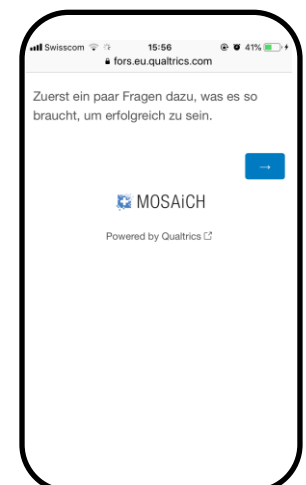 Swisscom 15:56 41%
fors.eu.qualtrics.com
Zuerst ein paar Fragen dazu, was es so
braucht, um erfolgreich zu sein.
→
MOSAiCH
Powered by Qualtrics